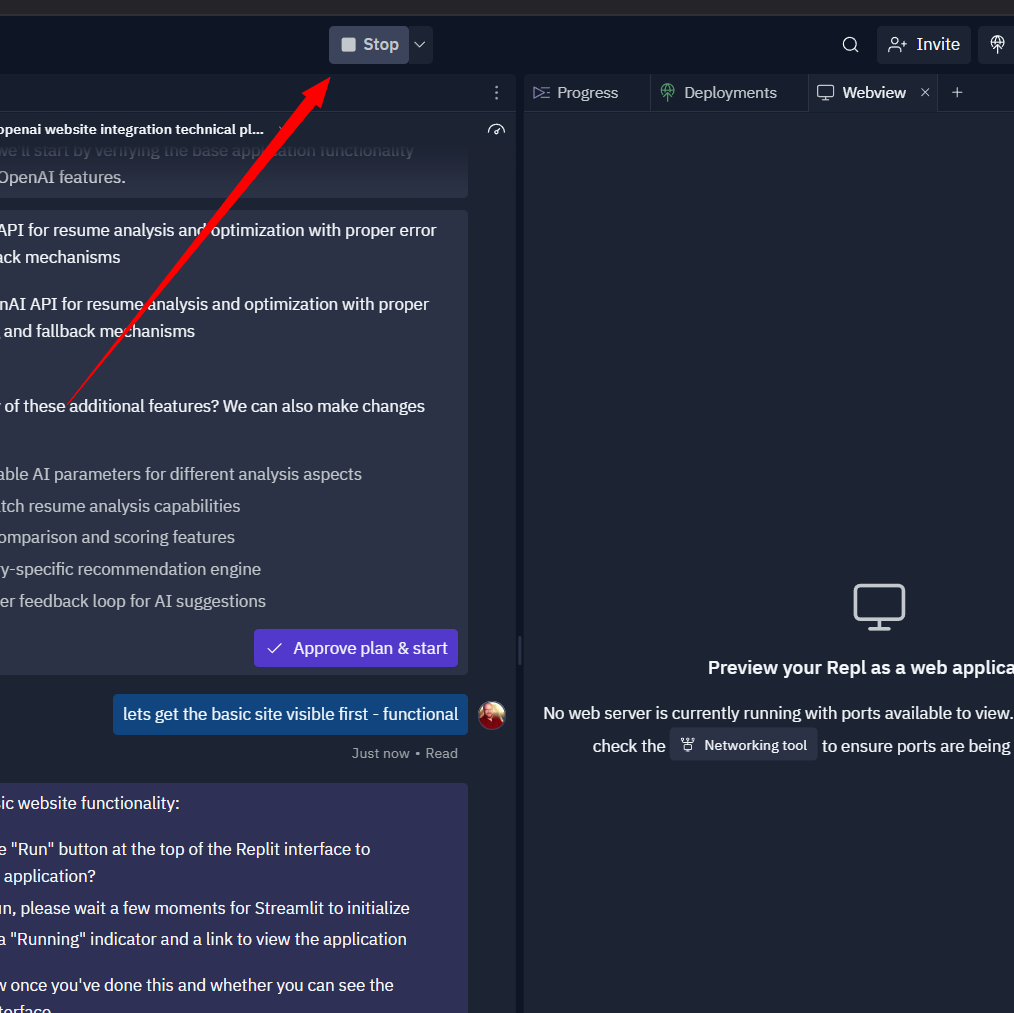 Stop
Invite
Progress
Deployments
Webview
openai website integration technical pl...
we'll start by verifying the base application functionality
OpenAI features.
API for resume analysis and optimization with proper error
ack mechanisms
nAI API for resume analysis and optimization with proper
and fallback mechanisms
of these additional features? We can also make changes
able AI parameters for different analysis aspects
tch resume analysis capabilities
omparison and scoring features
y-specific recommendation engine
er feedback loop for AI suggestions
Approve plan & start
lets get the basic site visible first - functional
Just now • Read
ic website functionality:
e "Run" button at the top of the Replit interface to
application?
n, please wait a few moments for Streamlit to initialize
a "Running" indicator and a link to view the application
w once you've done this and whether you can see the
terface
Preview your Repl as a web applica
No web server is currently running with ports available to view.
check the Networking tool to ensure ports are being